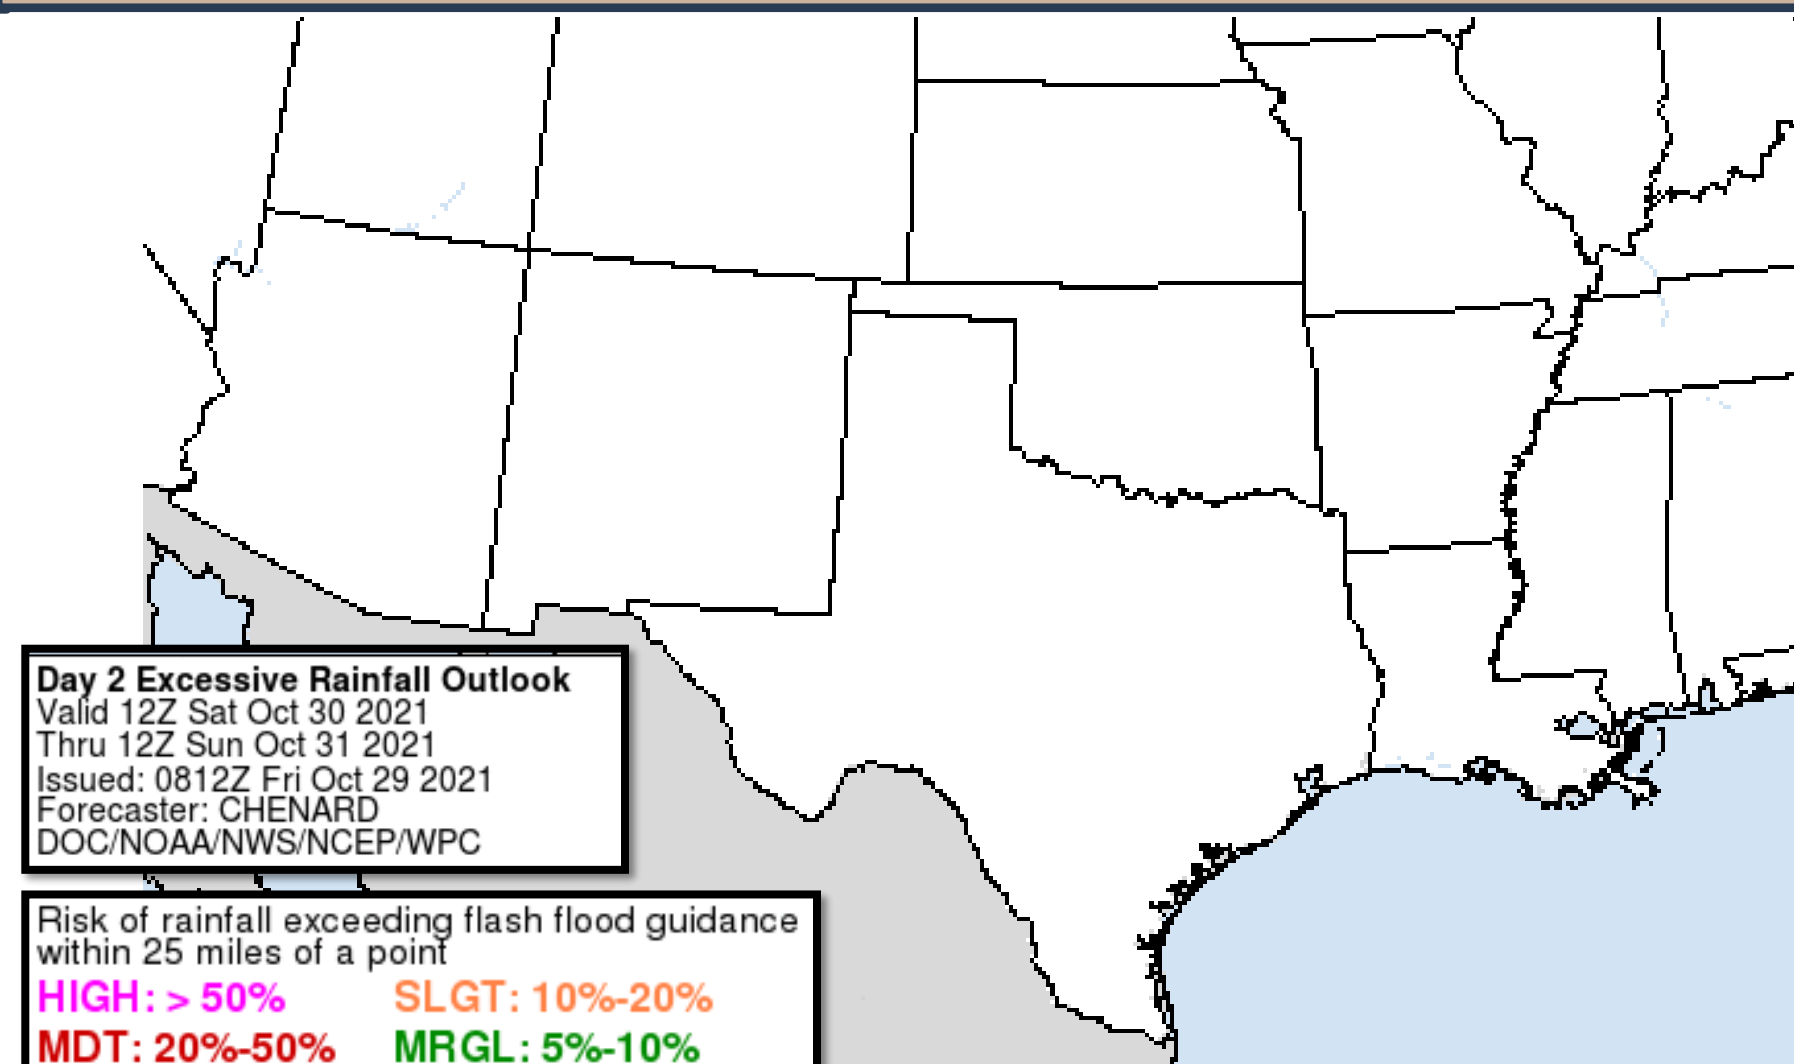 Day 2 Excessive Rainfall Outlook
Valid 12Z Sat Oct 30 2021
Thru 12Z Sun Oct 31 2021
Issued: 0812Z Fri Oct 29 2021
Forecaster: CHENARD
DOC/NOAA/NWS/NCEP/WPC
Risk of rainfall exceeding flash flood guidance
within 25 miles of a point
HIGH: > 50% SLGT: 10%-20%
MDT: 20%-50% MRGL: 5%-10%